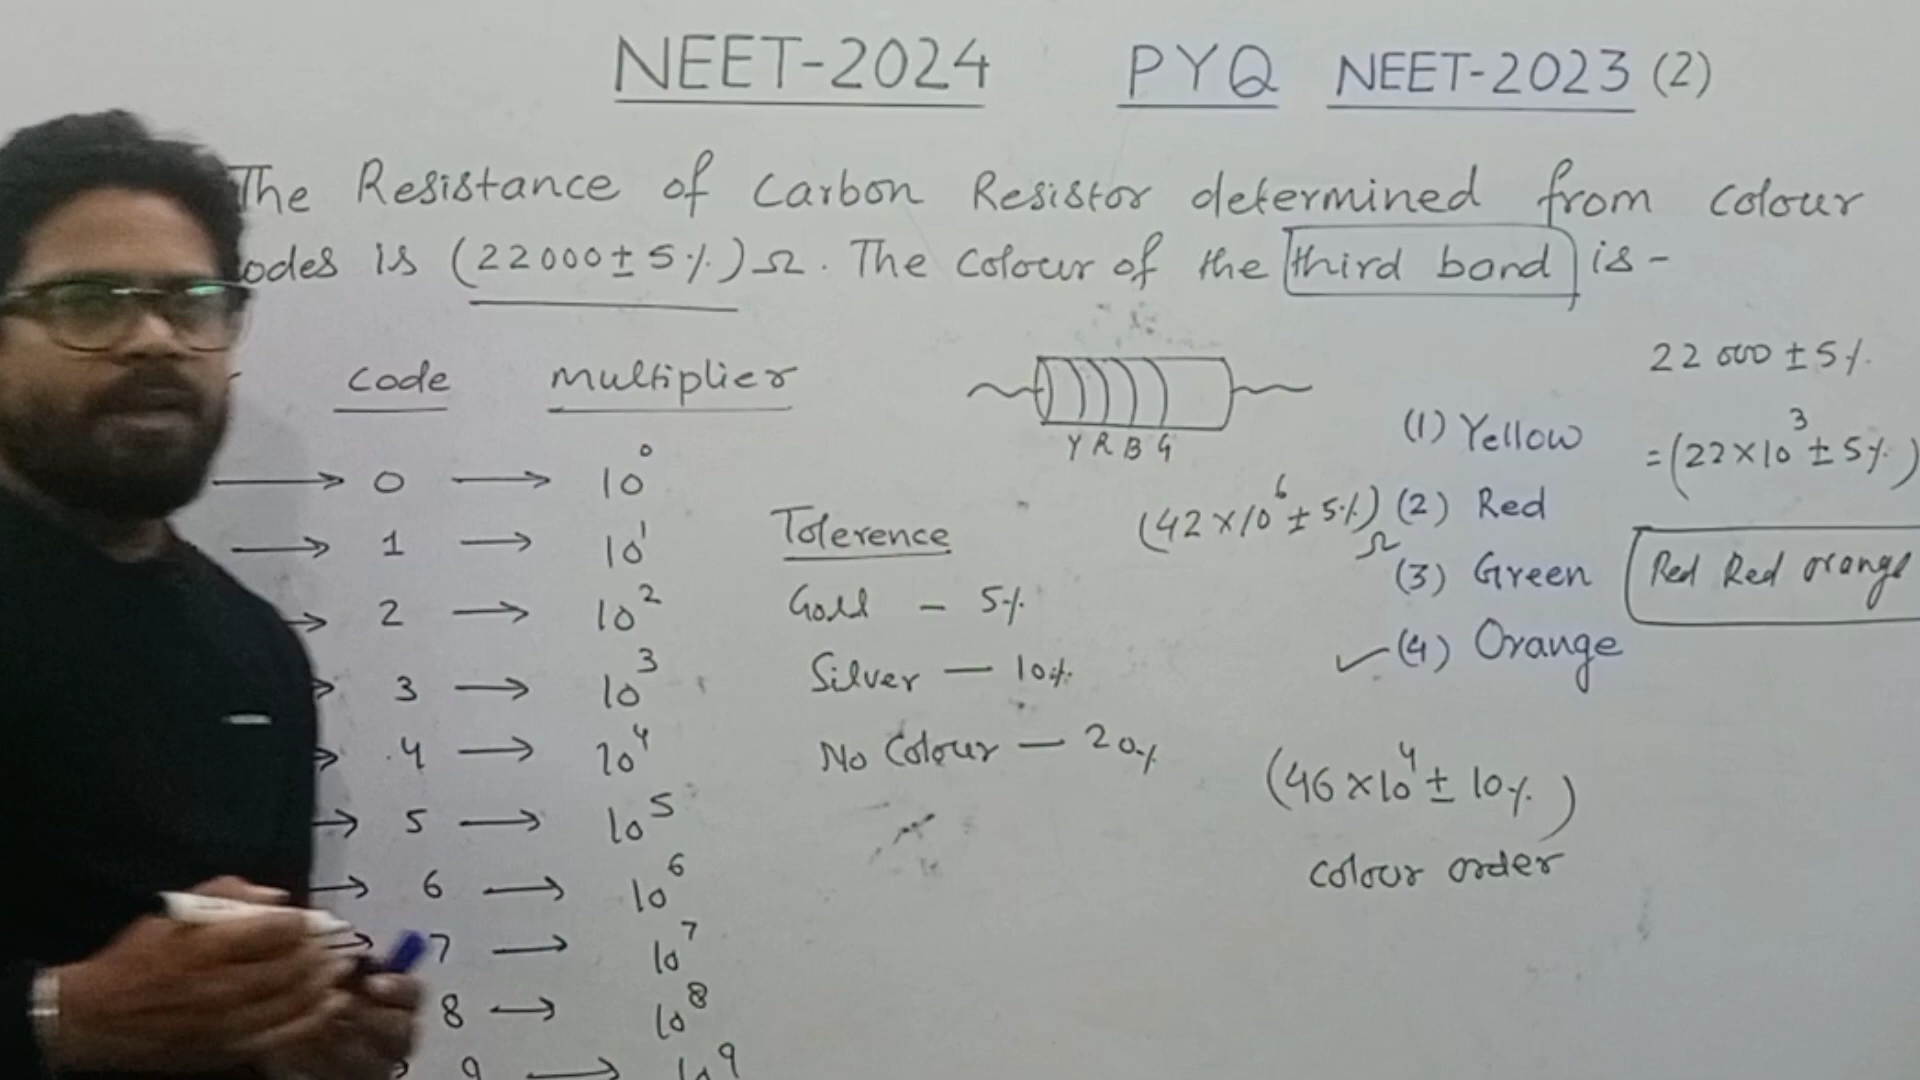 NEET-2024 PYQ NEET-2023 (2)
The Resistance of Carbon Resistor determined from colour
odes is (22000 ± 5%) Ω. The Colour of the third band is -
code multiplier
0 → 10⁰
1 → 10¹
2 → 10²
3 → 10³
4 → 10⁴
5 → 10⁵
6 → 10⁶
7 → 10⁷
8 → 10⁸
9 → 10⁹
Y R B G
Tolerence
Gold - 5%
Silver - 10%
No Colour - 20%
(42 × 10⁶ ± 5%) Ω
(1) Yellow
(2) Red
(3) Green
✓ (4) Orange
22000 ± 5%
= (22 × 10³ ± 5%)
Red Red orange
(46 × 10⁴ ± 10%)
colour order